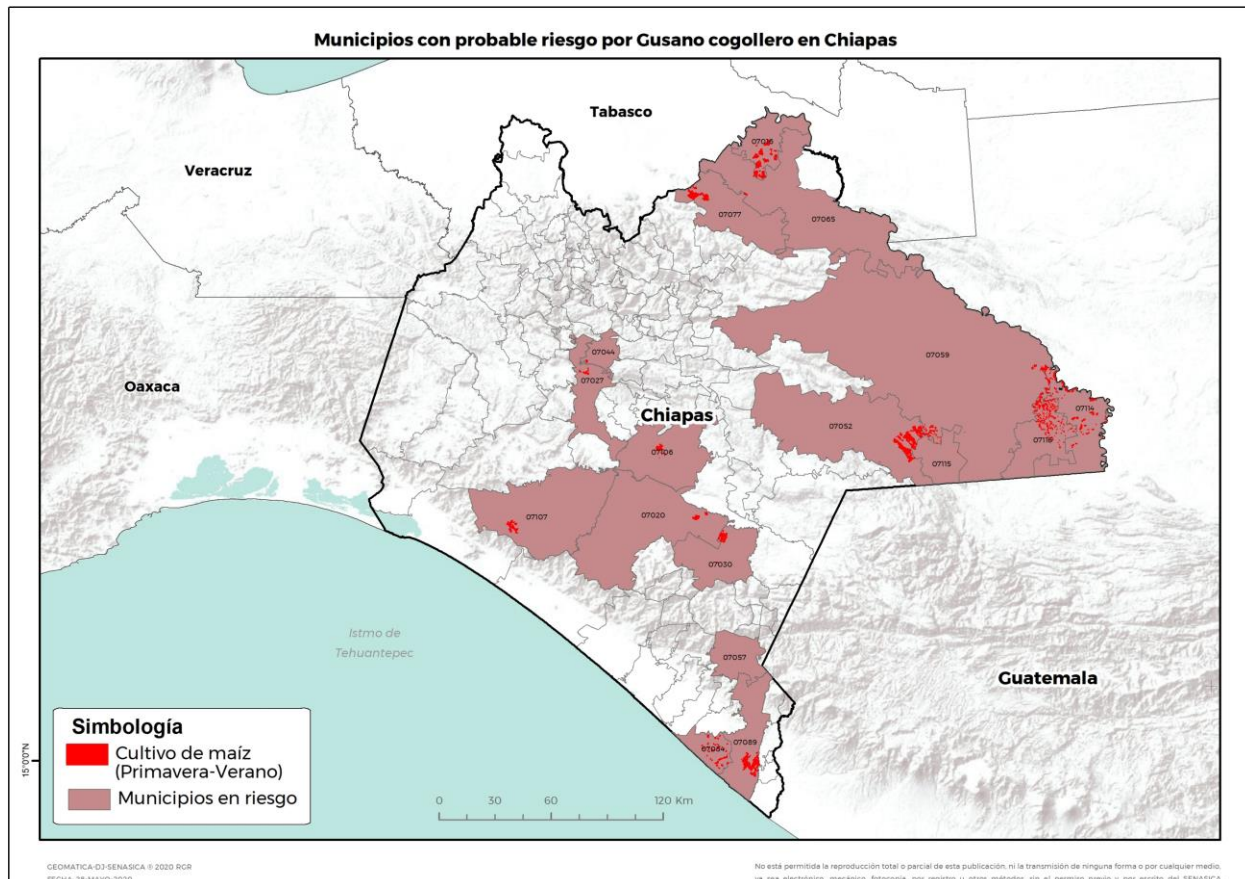 Municipios con probable riesgo por Gusano cogollero en Chiapas
Tabasco
Veracruz
07077
07065
07044
07059
07027
Oaxaca
Chiapas
07114
07052
07115
07107
07020
07030
Istmo de
Tehuantepec
07057
Guatemala
Simbología
Cultivo de maíz
(Primavera-Verano)
Municipios en riesgo
07089
15°0'0"N
0 30 60 120 Km
GEOMATICA-DJ-SENASICA © 2020 RGR
No está permitida la reproducción total o parcial de esta publicación, ni la transmisión de ninguna forma o por cualquier medio,